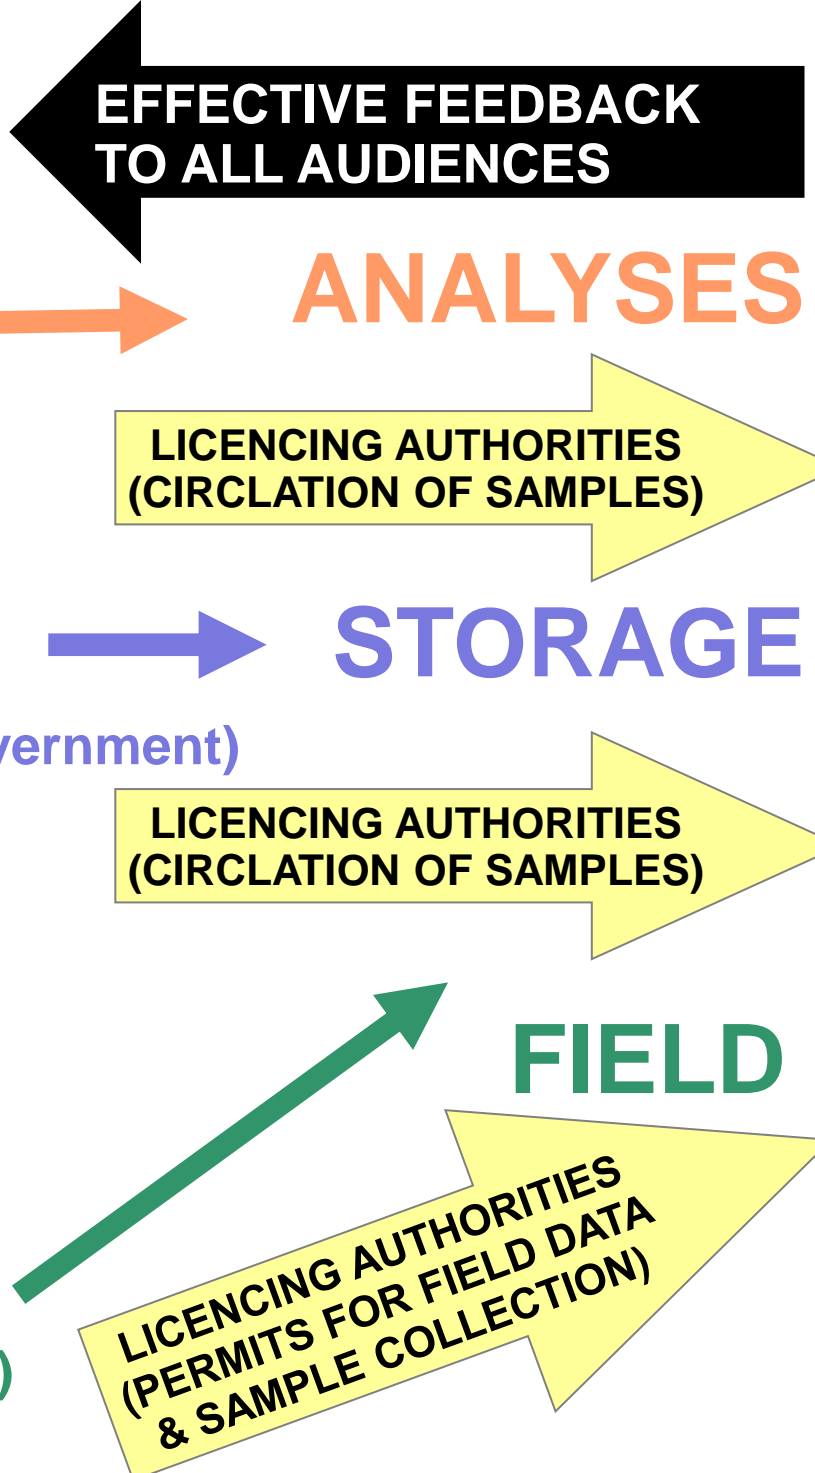 EFFECTIVE FEEDBACK
TO ALL AUDIENCES
ANALYSES
LICENCING AUTHORITIES
(CIRCLATION OF SAMPLES)
STORAGE
vernment)
LICENCING AUTHORITIES
(CIRCLATION OF SAMPLES)
FIELD
LICENCING AUTHORITIES
(PERMITS FOR FIELD DATA
& SAMPLE COLLECTION)
)